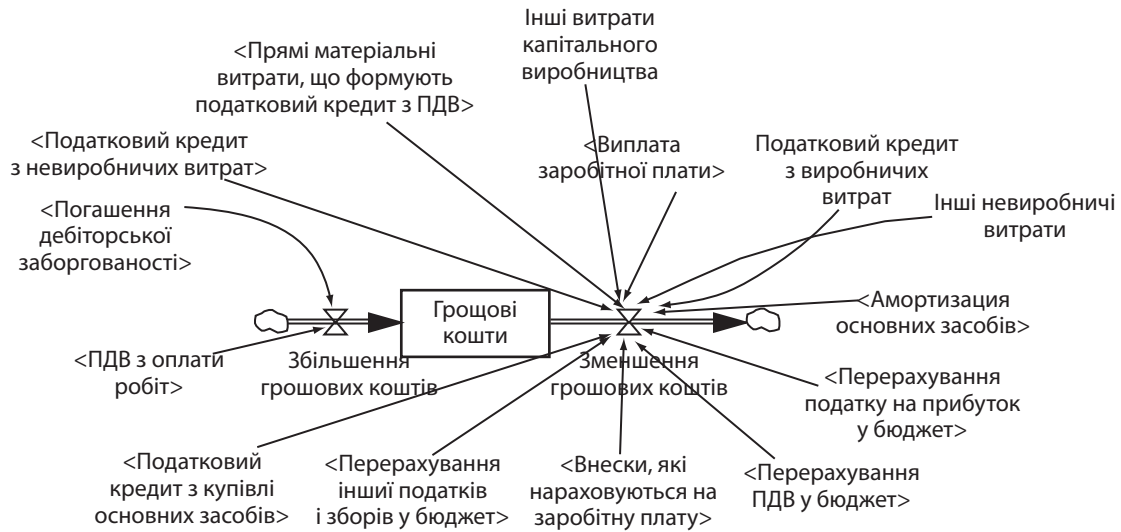 Інші витрати
капітального
виробництва
<Прямі матеріальні
витрати, що формують
податковий кредит з ПДВ>
<Податковий кредит
з невиробничих витрат>
<Виплата
заробітної плати>
Податковий кредит
з виробничих
витрат
Інші невиробничі
витрати
<Погашення
дебіторської
заборгованості>
Грощові
кошти
<Амортизация
основних засобів>
<ПДВ з оплати
робіт>
Збільшення
грошових коштів
Зменшення
грошових коштів
<Перерахування
податку на прибуток
у бюджет>
<Податковий
кредит з купівлі
основних засобів>
<Перерахування
іншиї податків
і зборів у бюджет>
<Внески, які
нараховуються на
заробітну плату>
<Перерахування
ПДВ у бюджет>